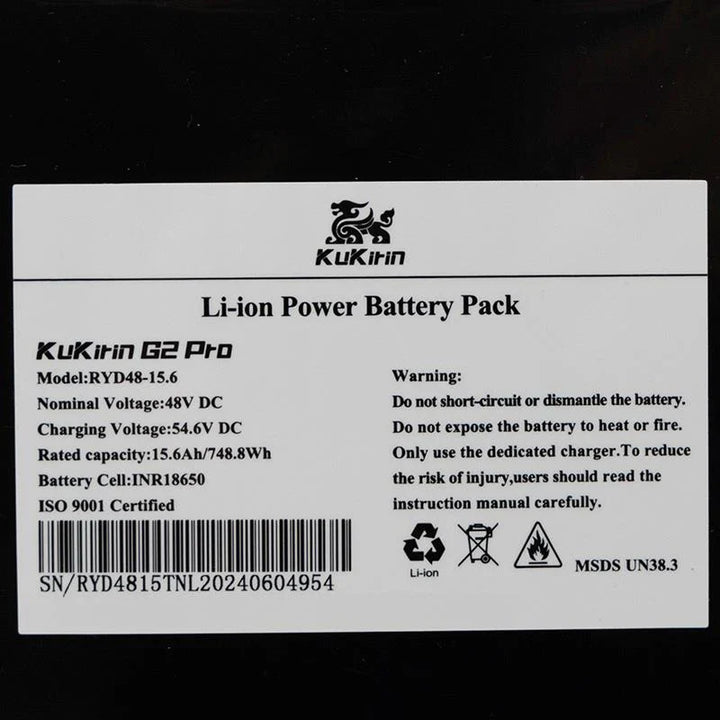 KuKirin
Li-ion Power Battery Pack
KuKirin G2 Pro
Model:RYD48-15.6
Nominal Voltage:48V DC
Charging Voltage:54.6V DC
Rated capacity:15.6Ah/748.8Wh
Battery Cell:INR18650
ISO 9001 Certified
SN/RYD4815TNL20240604954
Warning:
Do not short-circuit or dismantle the battery.
Do not expose the battery to heat or fire.
Only use the dedicated charger.To reduce
the risk of injury,users should read the
instruction manual carefully.
Li-ion
MSDS UN38.3